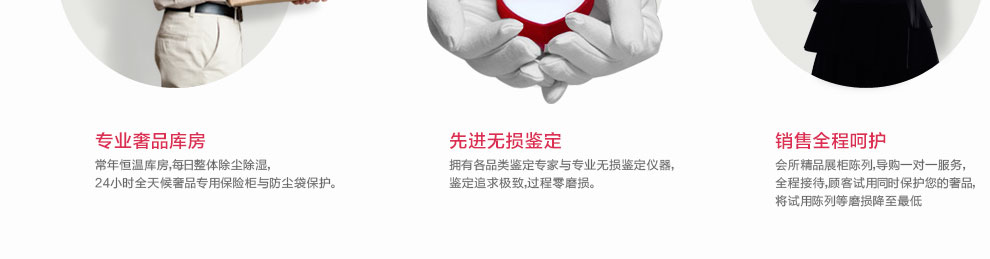 专业奢品库房
常年恒温库房,每日整体除尘除湿,
24小时全天候奢品专用保险柜与防尘袋保护。
先进无损鉴定
拥有各品类鉴定专家与专业无损鉴定仪器,
鉴定追求极致,过程零磨损。
销售全程呵护
会所精品展柜陈列,导购一对一服务,
全程接待,顾客试用同时保护您的奢品,
将试用陈列等磨损降至最低